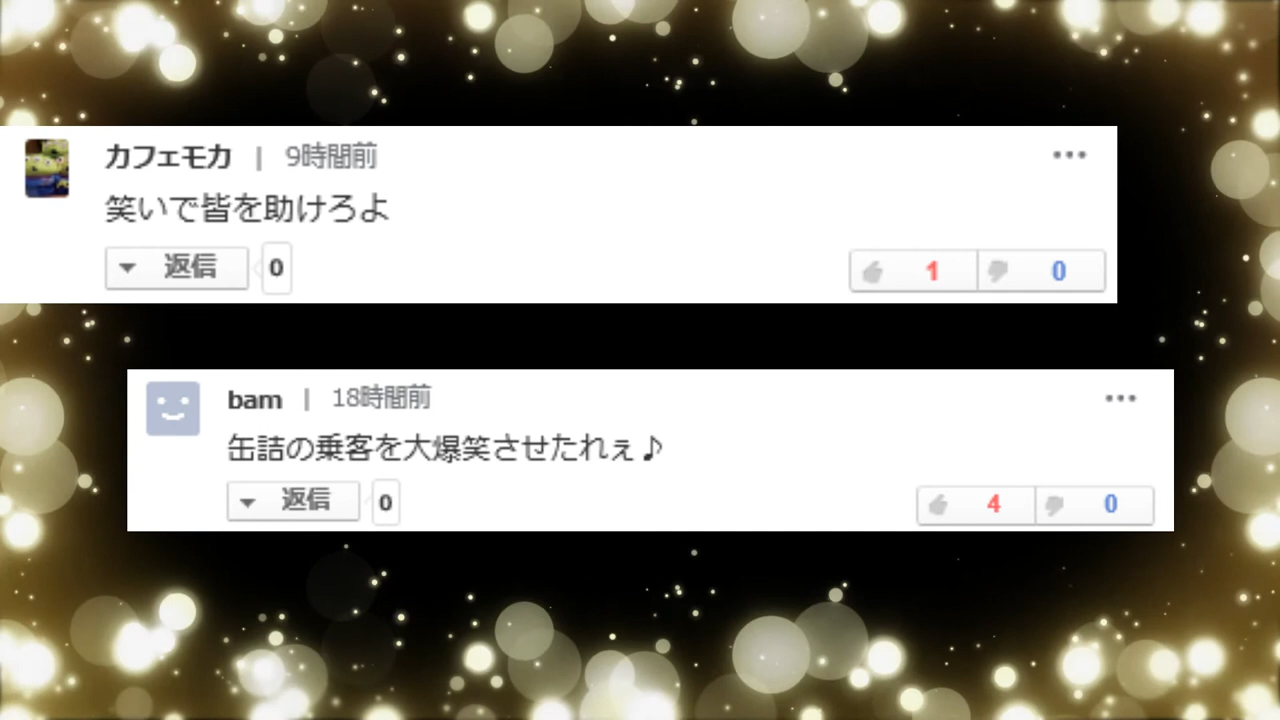 カフェモカ | 9時間前
笑いで皆を助けろよ
返信 0
1 0
bam | 18時間前
缶詰の乗客を大爆笑させたれぇ♪
返信 0
4 0